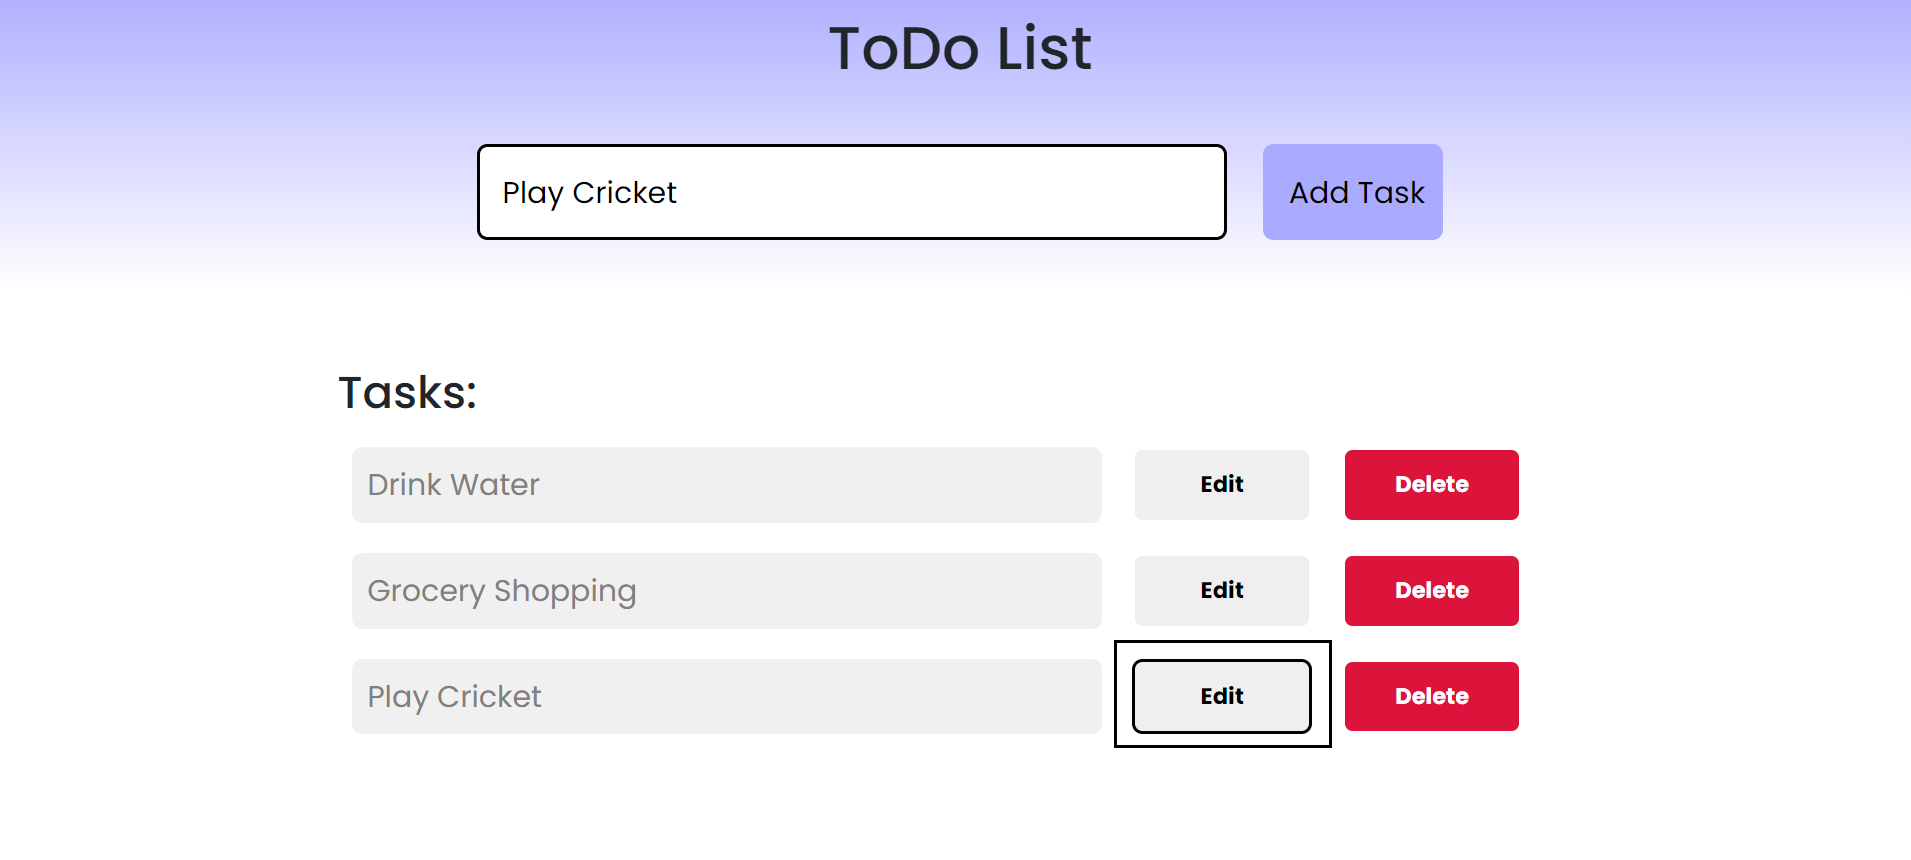 ToDo List
Play Cricket Add Task
Tasks:
Drink Water Edit Delete
Grocery Shopping Edit Delete
Play Cricket Edit Delete